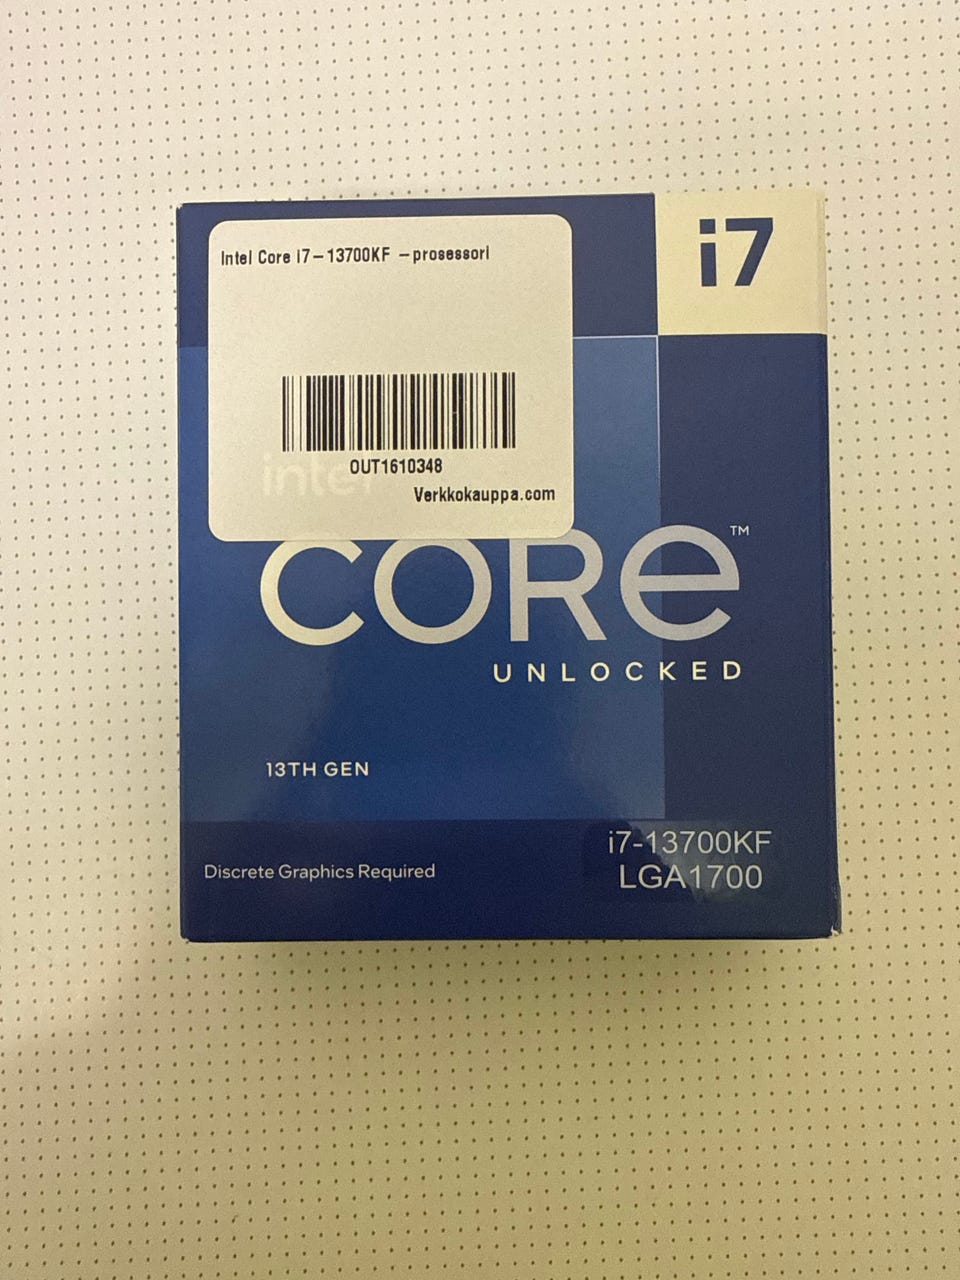 i7
Intel Core i7-13700KF -prosessori
OUT1610348
Verkkokauppa.com
intel
CORe™
UNLOCKED
13TH GEN
i7-13700KF
LGA1700
Discrete Graphics Required